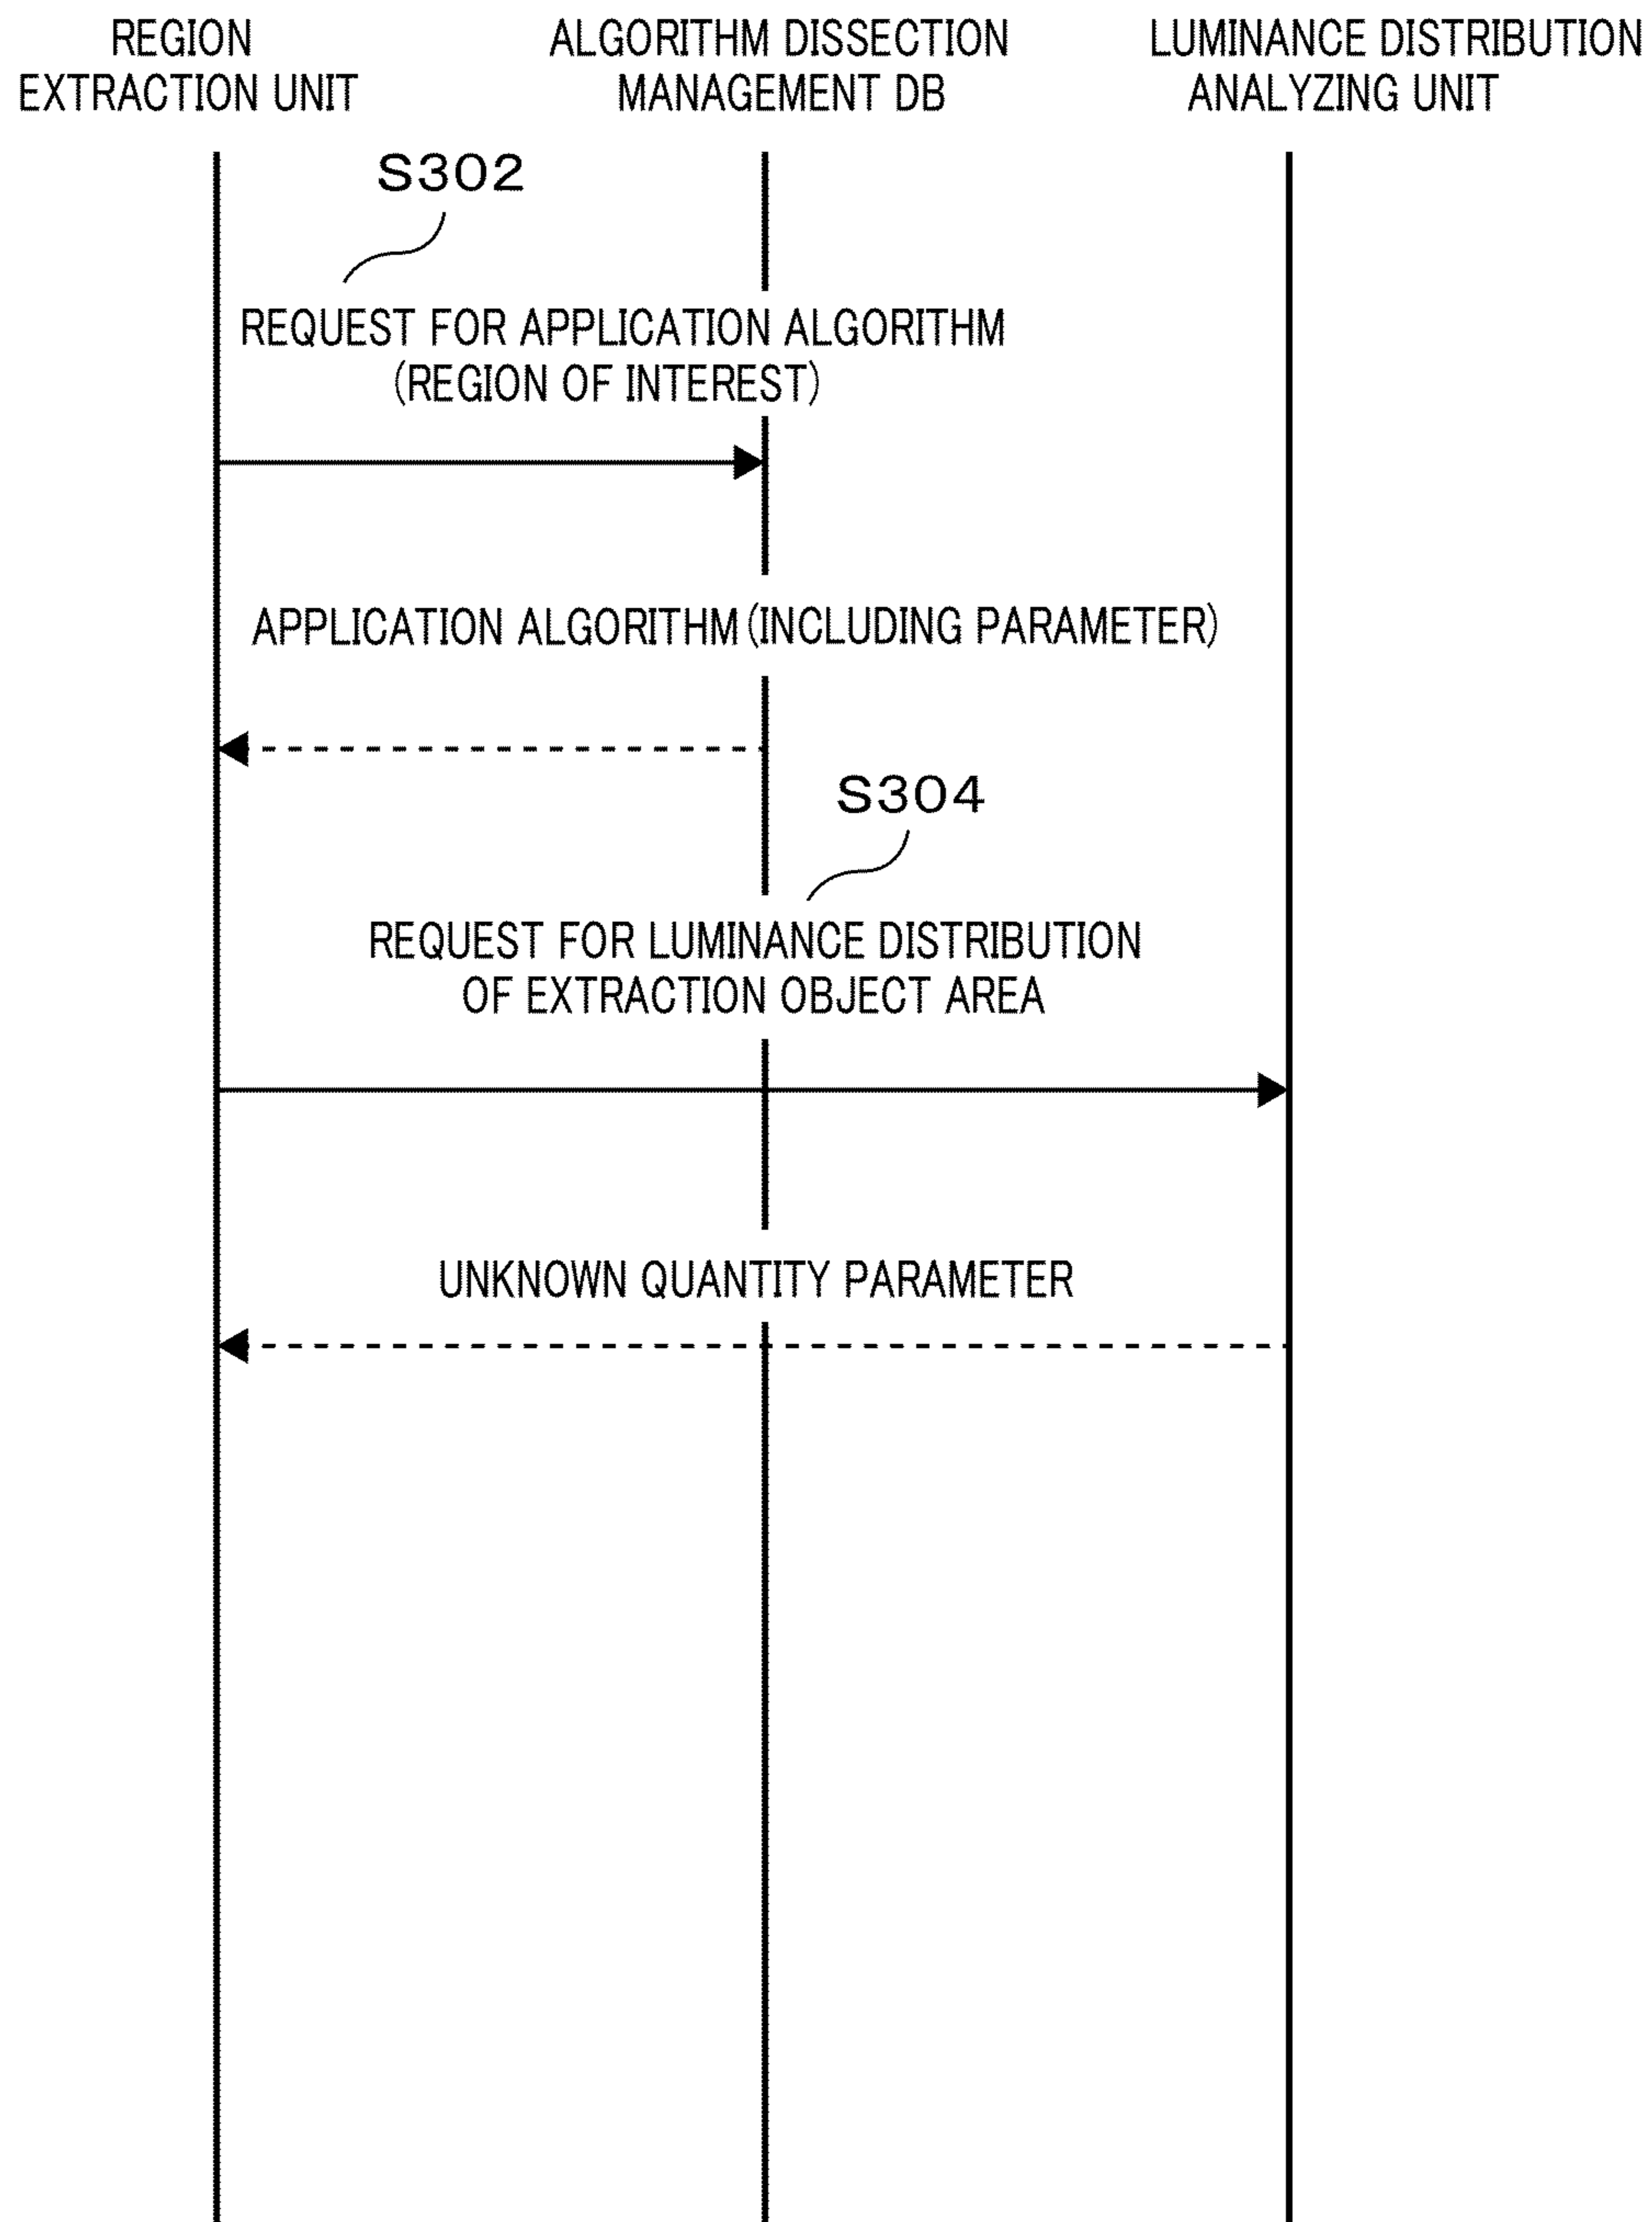 REGION
EXTRACTION UNIT
ALGORITHM DISSECTION
MANAGEMENT DB
LUMINANCE DISTRIBUTION
ANALYZING UNIT
S302
REQUEST FOR APPLICATION ALGORITHM
(REGION OF INTEREST)
APPLICATION ALGORITHM (INCLUDING PARAMETER)
S304
REQUEST FOR LUMINANCE DISTRIBUTION
OF EXTRACTION OBJECT AREA
UNKNOWN QUANTITY PARAMETER